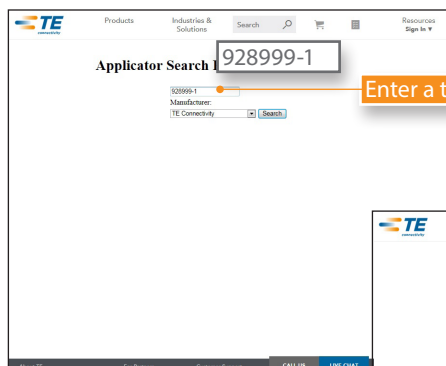 TE
connectivity
Products
Industries &
Solutions
Search
Resources
Sign In ▼
Applicator Search
928999-1
Enter a t
928999-1
Manufacturer:
TE Connectivity
Search
TE
connectivity
CALL US
LIVE CHAT